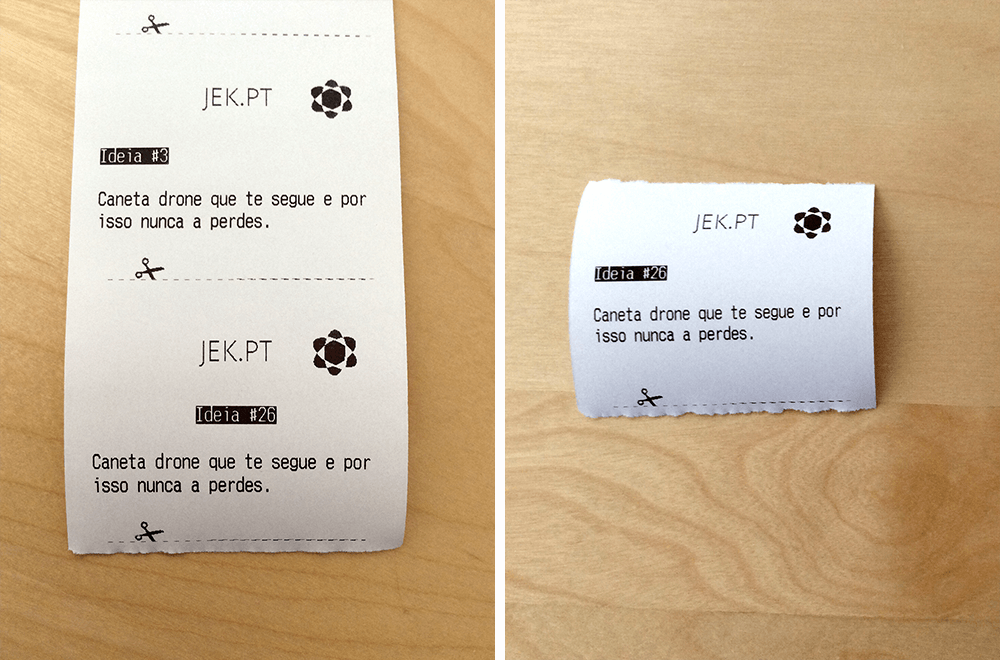 JEK.PT
Ideia #3
Caneta drone que te segue e por
isso nunca a perdes.
JEK.PT
Ideia #26
Caneta drone que te segue e por
isso nunca a perdes.
JEK.PT
Ideia #26
Caneta drone que te segue e por
isso nunca a perdes.